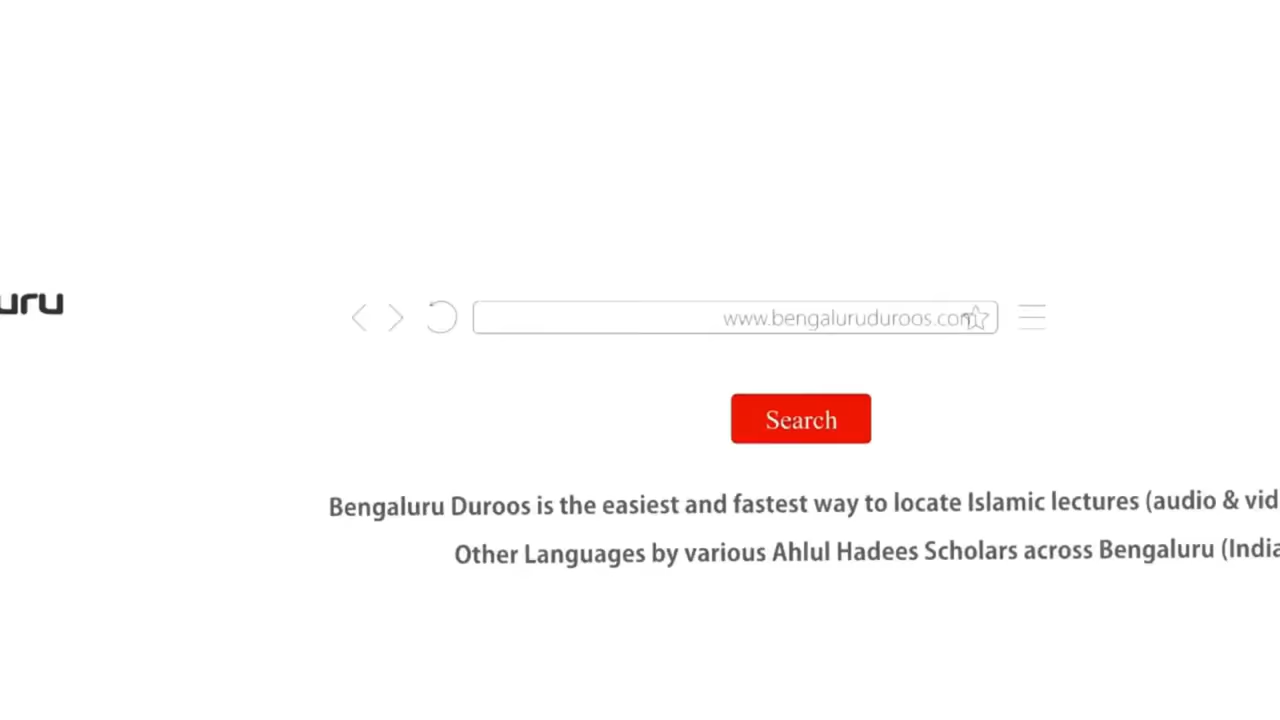 uru
www.bengaluruduroos.com
Search
Bengaluru Duroos is the easiest and fastest way to locate Islamic lectures (audio & vid
Other Languages by various Ahlul Hadees Scholars across Bengaluru (India